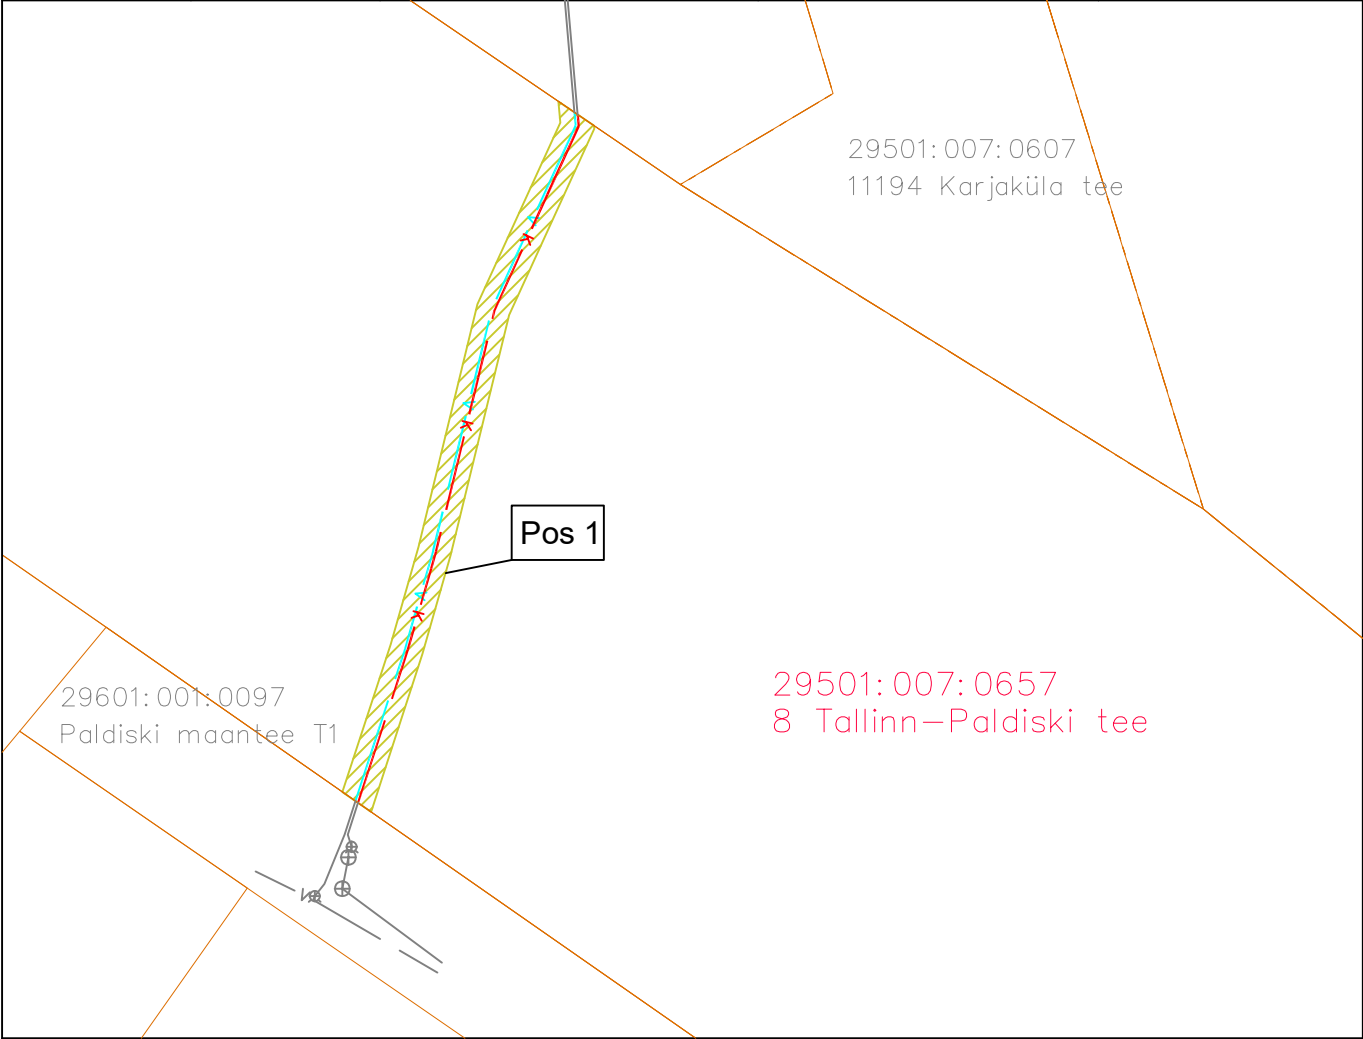 29501:007:0607
11194 Karjaküla tee
V
K
V
K
Pos 1
V
K
29501:007:0657
8 Tallinn-Paldiski tee
29601:001:0097
Paldiski maantee T1